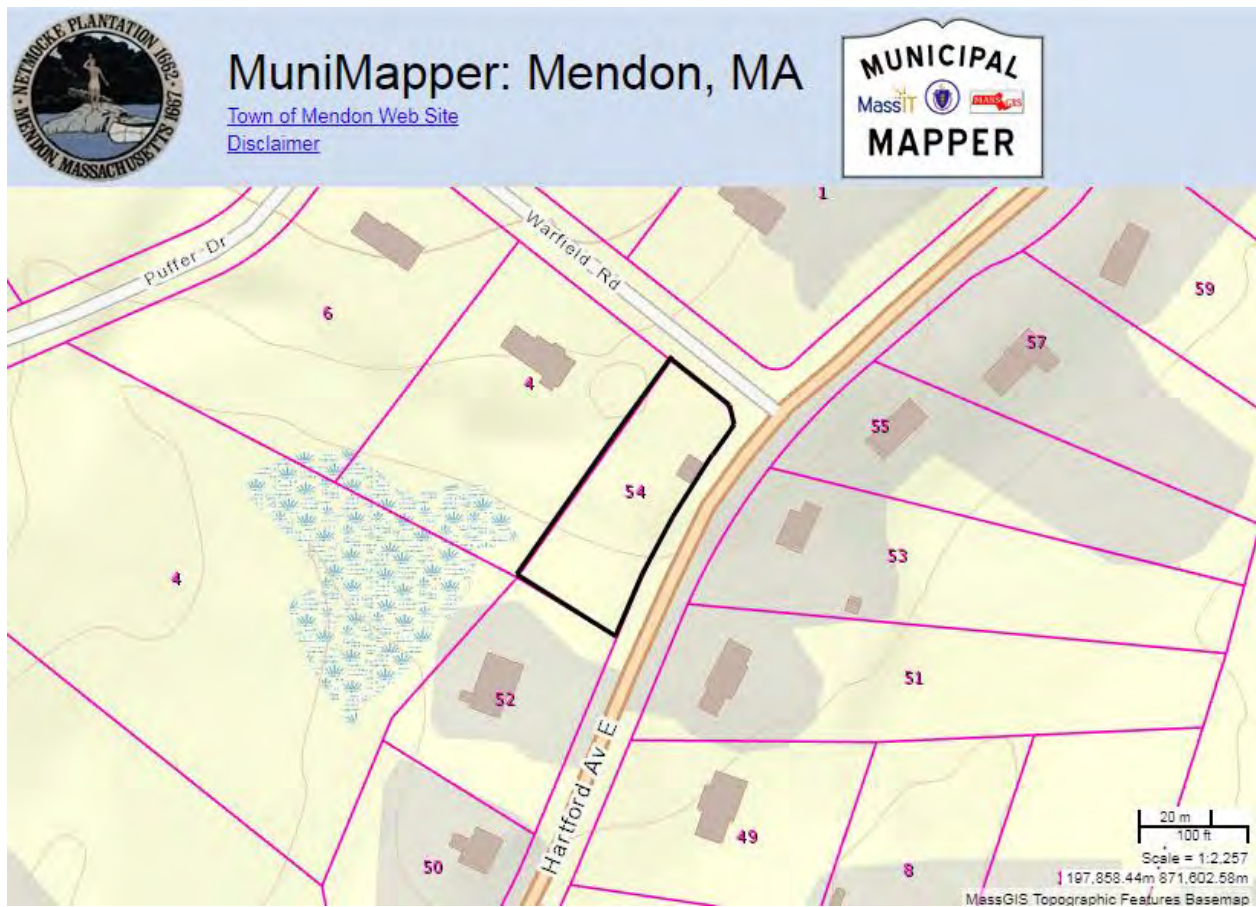 · NETMOCKE PLANTATION 1662 ·
MENDON, MASSACHUSETTS 1667
MuniMapper: Mendon, MA
Town of Mendon Web Site
Disclaimer
MUNICIPAL
MassIT
MASSGIS
MAPPER
1
Puffer Dr
Warfield Rd
59
6
57
4
55
54
53
4
51
52
Hartford Av E
49
50
8
20 m
100 ft
Scale = 1:2,257
197,858.44m 871,602.58m
MassGIS Topographic Features Basemap